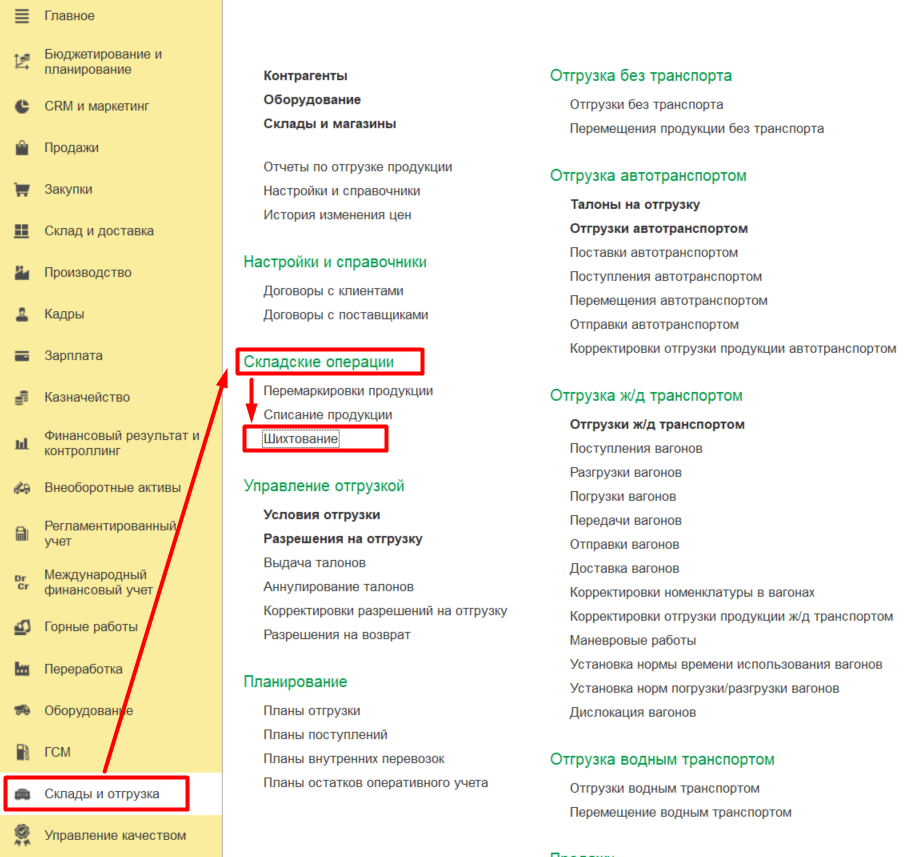 Главное
Бюджетирование и
планирование
CRM и маркетинг
Продажи
Закупки
Склад и доставка
Производство
Кадры
Зарплата
Казначейство
Финансовый результат и
контроллинг
Внеоборотные активы
Регламентированный
учет
Dr
Cr
Международный
финансовый учет
Горные работы
Переработка
Оборудование
ГСМ
Склады и отгрузка
Управление качеством
Контрагенты
Оборудование
Склады и магазины
Отчеты по отгрузке продукции
Настройки и справочники
История изменения цен
Настройки и справочники
Договоры с клиентами
Договоры с поставщиками
Складские операции
Перемаркировки продукции
Списание продукции
Шихтование
Управление отгрузкой
Условия отгрузки
Разрешения на отгрузку
Выдача талонов
Аннулирование талонов
Корректировки разрешений на отгрузку
Разрешения на возврат
Планирование
Планы отгрузки
Планы поступлений
Планы внутренних перевозок
Планы остатков оперативного учета
Отгрузка без транспорта
Отгрузки без транспорта
Перемещения продукции без транспорта
Отгрузка автотранспортом
Талоны на отгрузку
Отгрузки автотранспортом
Поставки автотранспортом
Поступления автотранспортом
Перемещения автотранспортом
Отправки автотранспортом
Корректировки отгрузки продукции автотранспортом
Отгрузка ж/д транспортом
Отгрузки ж/д транспортом
Поступления вагонов
Разгрузки вагонов
Погрузки вагонов
Передачи вагонов
Отправки вагонов
Доставка вагонов
Корректировки номенклатуры в вагонах
Корректировки отгрузки продукции ж/д транспортом
Маневровые работы
Установка нормы времени использования вагонов
Установка норм погрузки/разгрузки вагонов
Дислокация вагонов
Отгрузка водным транспортом
Отгрузки водным транспортом
Перемещение водным транспортом